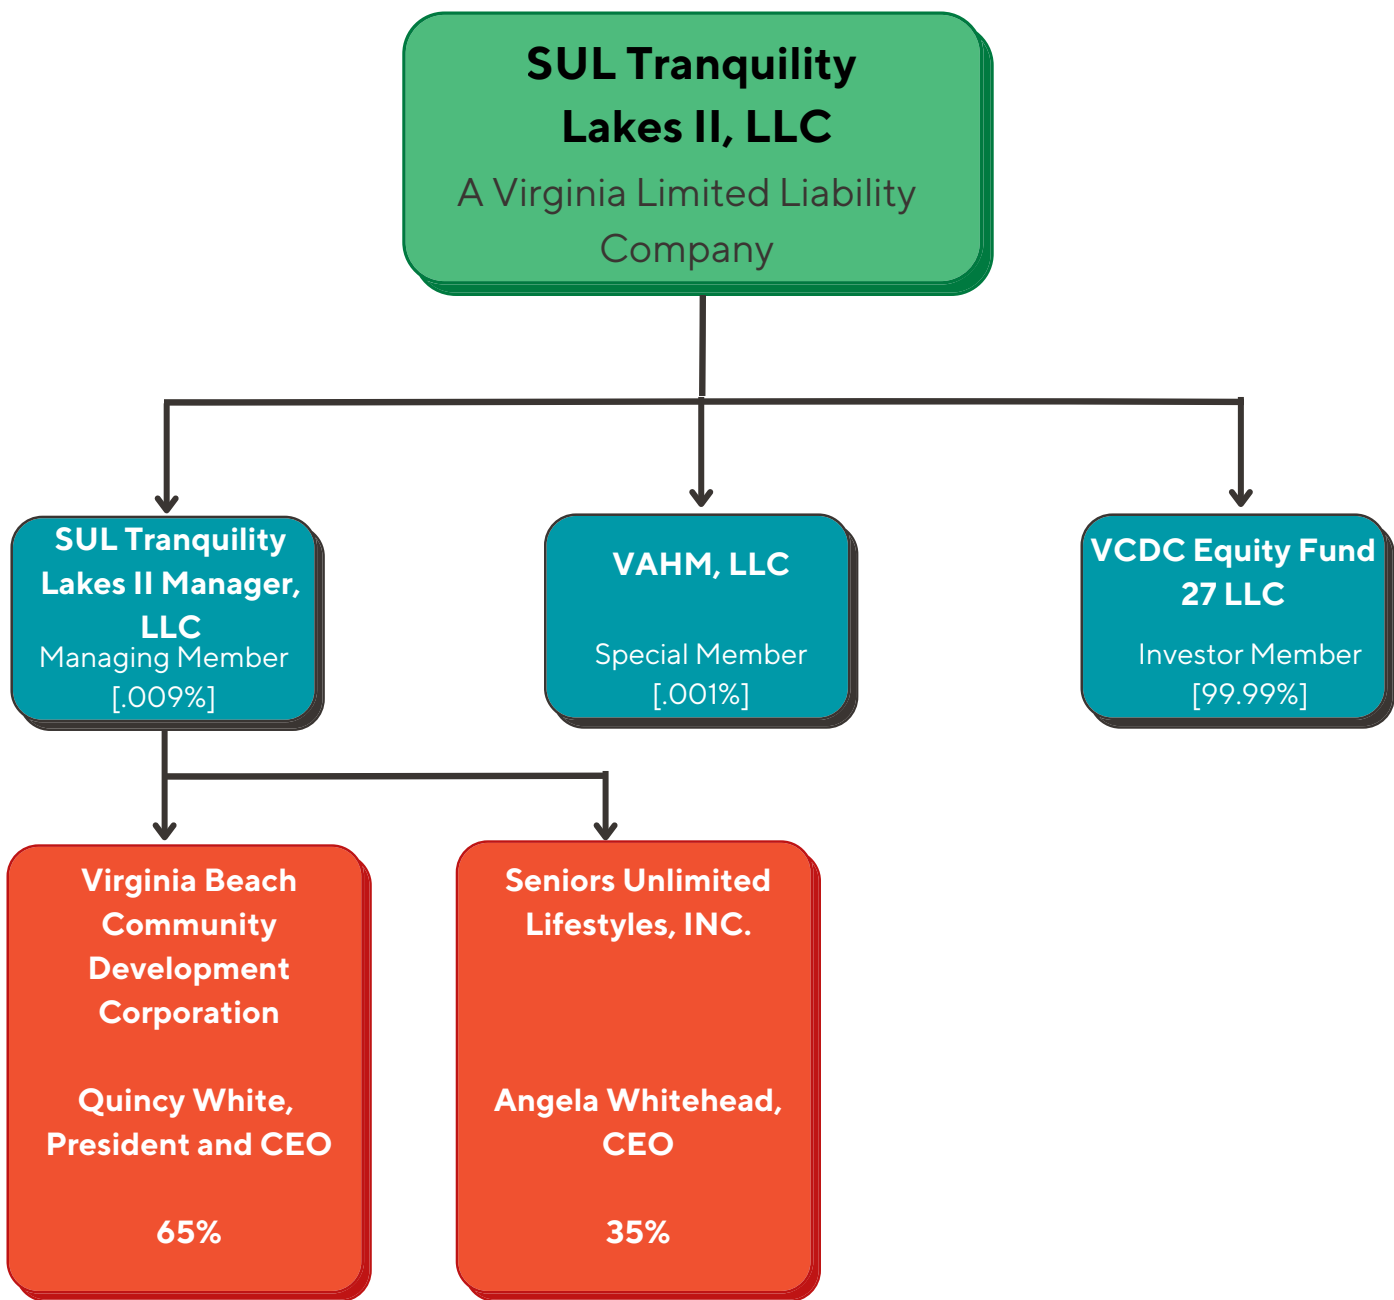 SUL Tranquility
Lakes II, LLC
A Virginia Limited Liability
Company
SUL Tranquility
Lakes II Manager,
LLC
Managing Member
[.009%]
VAHM, LLC
Special Member
[.001%]
VCDC Equity Fund
27 LLC
Investor Member
[99.99%]
Virginia Beach
Community
Development
Corporation
Quincy White,
President and CEO
65%
Seniors Unlimited
Lifestyles, INC.
Angela Whitehead,
CEO
35%